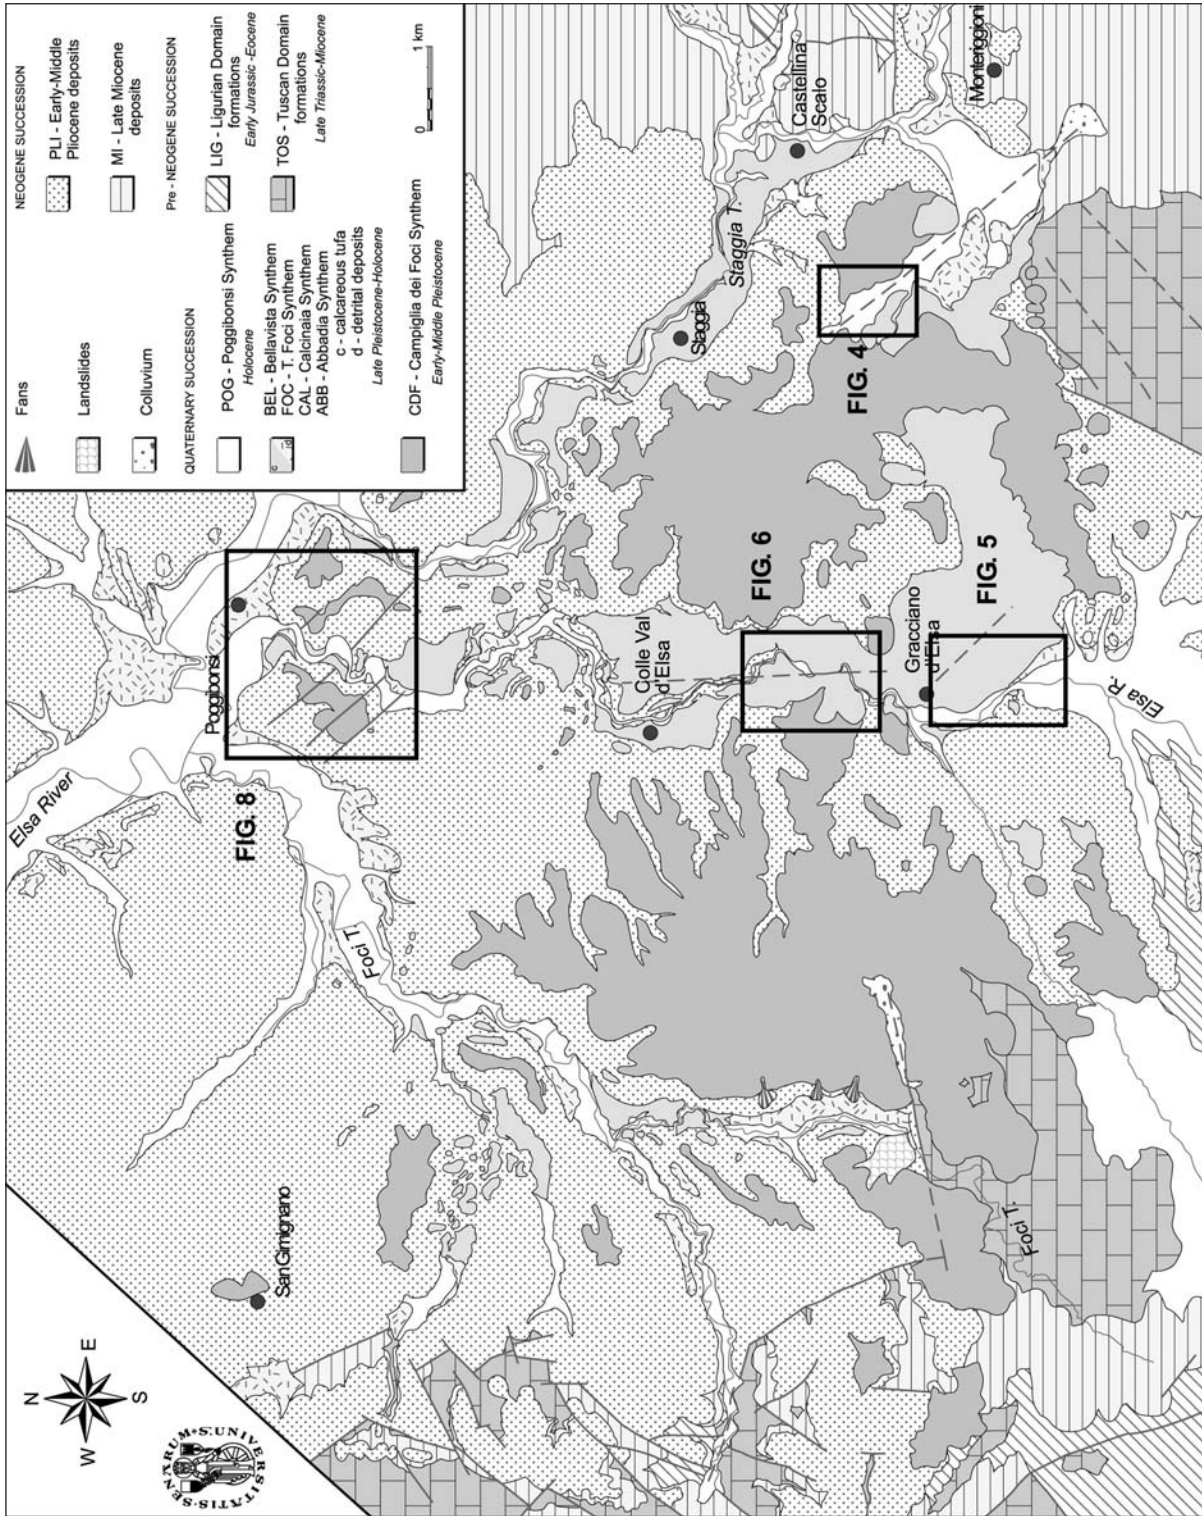 N
E
S
W
SENARUM·S·UNIVERSITATIS
Fans
Landslides
Colluvium
QUATERNARY SUCCESSION
POG - Poggibonsi Synthem
Holocene
BEL - Bellavista Synthem
FOC - T. Foci Synthem
CAL - Calcinaia Synthem
ABB - Abbadia Synthem
c - calcareous tufa
d - detrital deposits
Late Pleistocene-Holocene
c
d
CDF - Campiglia dei Foci Synthem
Early-Middle Pleistocene
NEOGENE SUCCESSION
PLI - Early-Middle
Pliocene deposits
MI - Late Miocene
deposits
Pre - NEOGENE SUCCESSION
LIG - Ligurian Domain
formations
Early Jurassic -Eocene
TOS - Tuscan Domain
formations
Late Triassic-Miocene
0
1 km
San Gimignano
Elsa River
FIG. 8
Poggibonsi
Foci T.
Staggia
Staggia T.
Castellina
Scalo
Monteriggioni
Colle Val
d'Elsa
FIG. 6
FIG. 4
Gracciano
d'Elsa
FIG. 5
Elsa R.
Foci T.